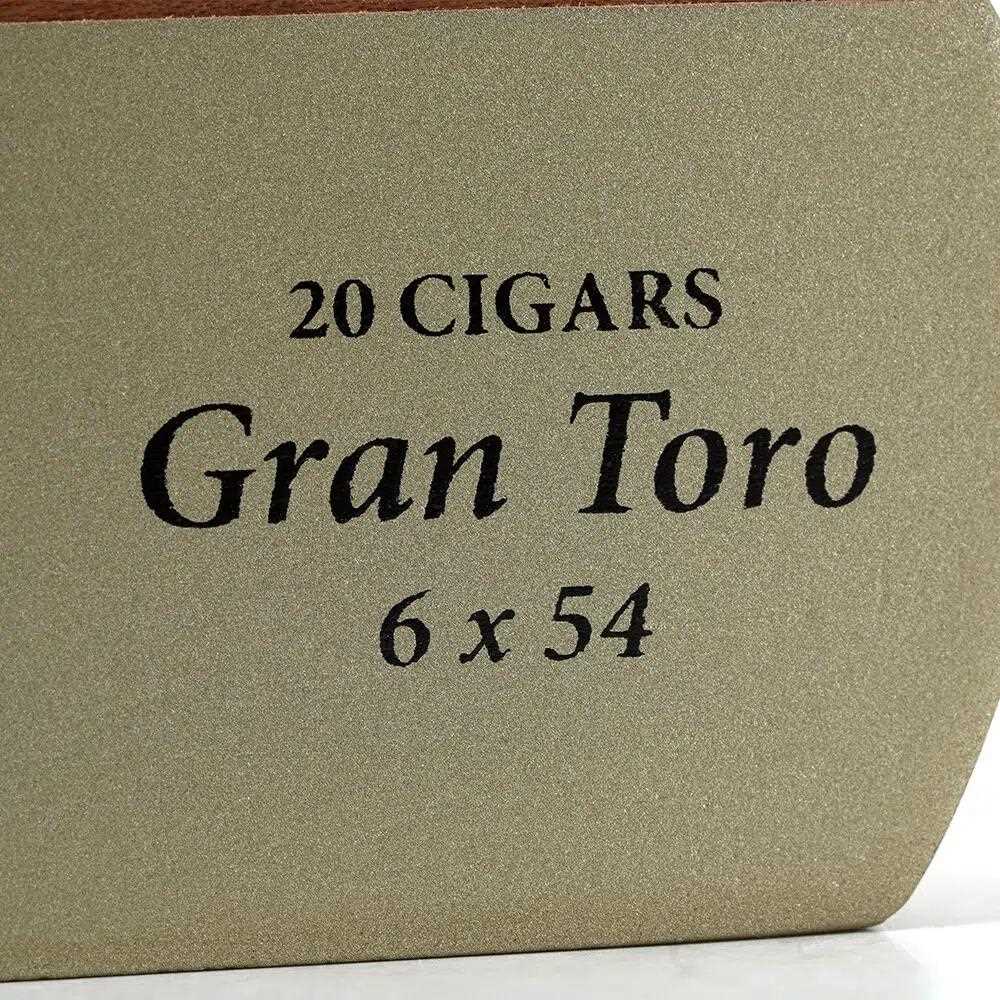 20 CIGARS
Gran Toro
6 x 54